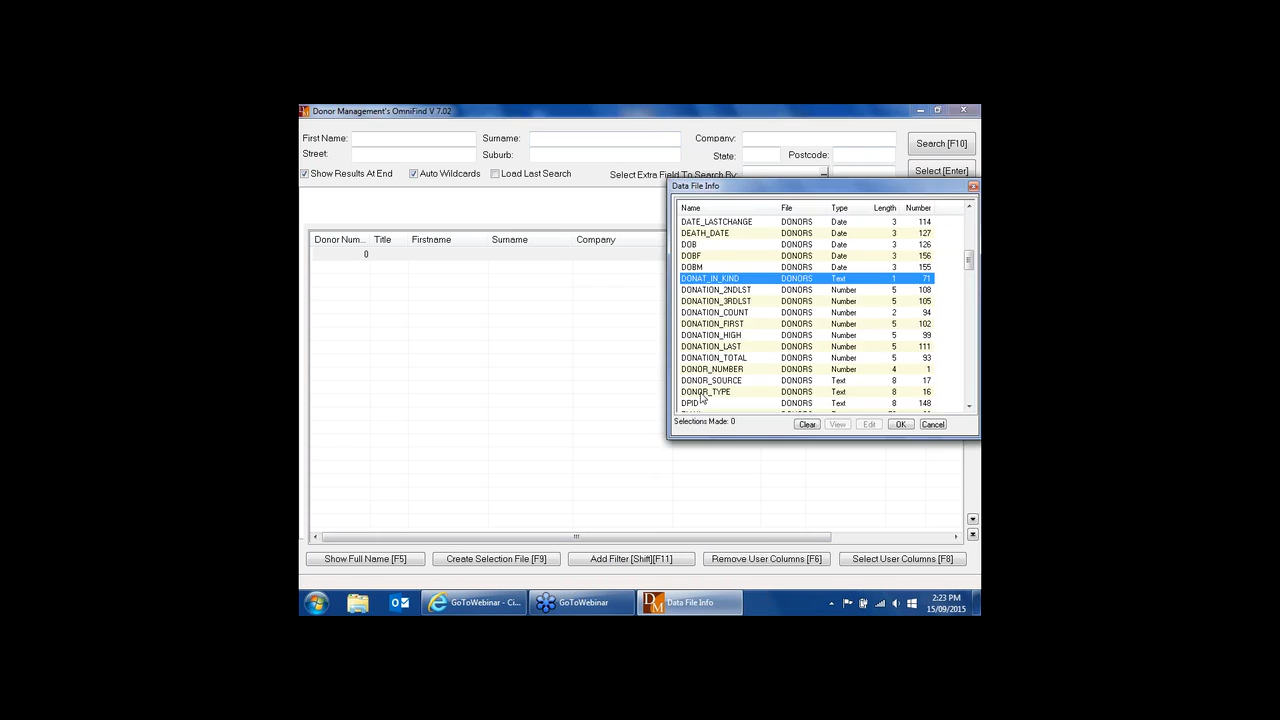 Donor Management's OmniFind V 7.02
First Name: Surname: Company: Search [F10]
Street: Suburb: State: Postcode:
Show Results At End Auto Wildcards Load Last Search Select Extra Field To Search By: Select [Enter]
Data File Info
Name File Type Length Number
DATE_LASTCHANGE DONORS Date 3 114
DEATH_DATE DONORS Date 3 127
DOB DONORS Date 3 126
DOBF DONORS Date 3 156
DOBM DONORS Date 3 155
DONAT_IN_KIND DONORS Text 1 71
DONATION_2NDLST DONORS Number 5 108
DONATION_3RDLST DONORS Number 5 105
DONATION_COUNT DONORS Number 2 94
DONATION_FIRST DONORS Number 5 102
DONATION_HIGH DONORS Number 5 99
DONATION_LAST DONORS Number 5 111
DONATION_TOTAL DONORS Number 5 93
DONOR_NUMBER DONORS Number 4 1
DONOR_SOURCE DONORS Text 8 17
DONOR_TYPE DONORS Text 8 16
DPID DONORS Text 8 148
Selections Made: 0 Clear View Edit OK Cancel
Donor Num... Title Firstname Surname Company
0
Show Full Name [F5] Create Selection File [F9] Add Filter [Shift][F11] Remove User Columns [F6] Select User Columns [F8]
GoToWebinar - Ci... GoToWebinar Data File Info
2:23 PM
15/09/2015